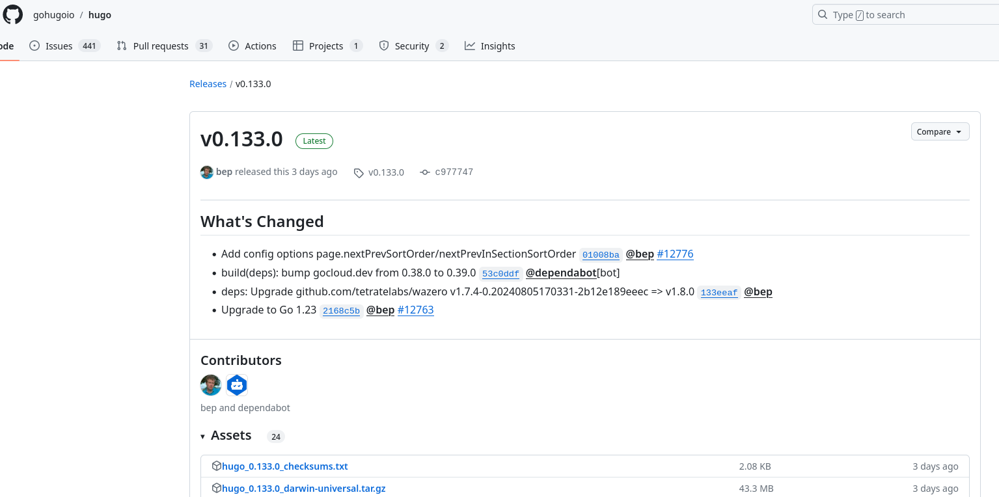 gohugoio / hugo
Type / to search
ode Issues 441 Pull requests 31 Actions Projects 1 Security 2 Insights
Releases / v0.133.0
v0.133.0 Latest
Compare
bep released this 3 days ago v0.133.0 c977747
What's Changed
• Add config options page.nextPrevSortOrder/nextPrevInSectionSortOrder 01008ba @bep #12776
• build(deps): bump gocloud.dev from 0.38.0 to 0.39.0 53c0ddf @dependabot[bot]
• deps: Upgrade github.com/tetratelabs/wazero v1.7.4-0.20240805170331-2b12e189eeec => v1.8.0 133eeaf @bep
• Upgrade to Go 1.23 2168c5b @bep #12763
Contributors
bep and dependabot
Assets 24
hugo_0.133.0_checksums.txt 2.08 KB 3 days ago
hugo_0.133.0_darwin-universal.tar.gz 43.3 MB 3 days ago